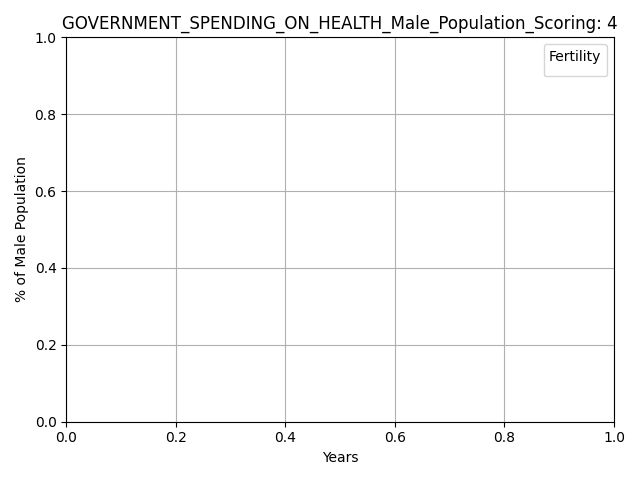 GOVERNMENT_SPENDING_ON_HEALTH_Male_Population_Scoring: 4
Fertility
% of Male Population
1.0
0.8
0.6
0.4
0.2
0.0
0.0 0.2 0.4 0.6 0.8 1.0
Years